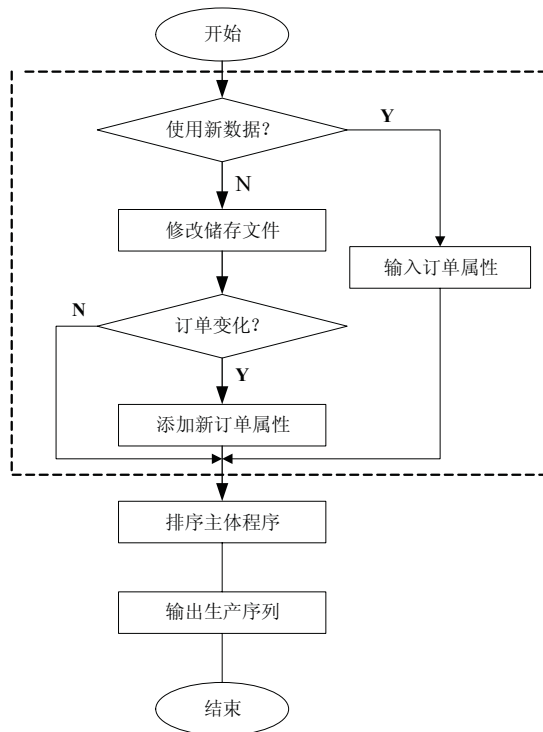 开始
使用新数据?
Y
N
修改储存文件
输入订单属性
订单变化?
N
Y
添加新订单属性
排序主体程序
输出生产序列
结束